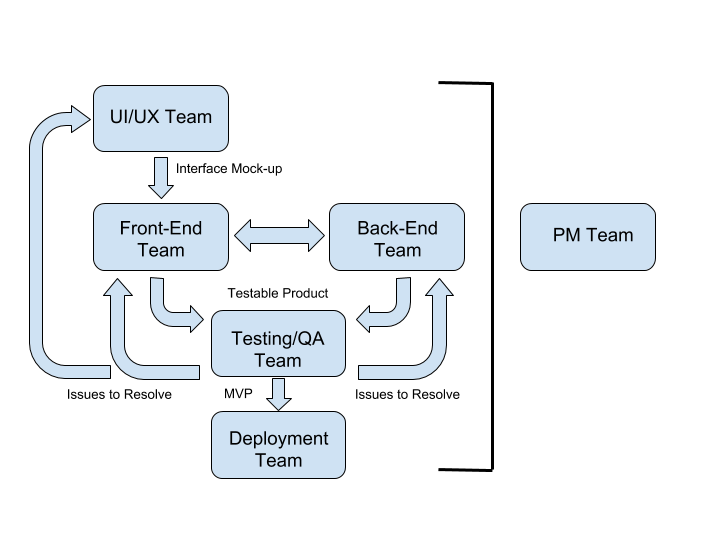 UI/UX Team
Interface Mock-up
Front-End
Team
Back-End
Team
PM Team
Testable Product
Testing/QA
Team
Issues to Resolve
MVP
Issues to Resolve
Deployment
Team